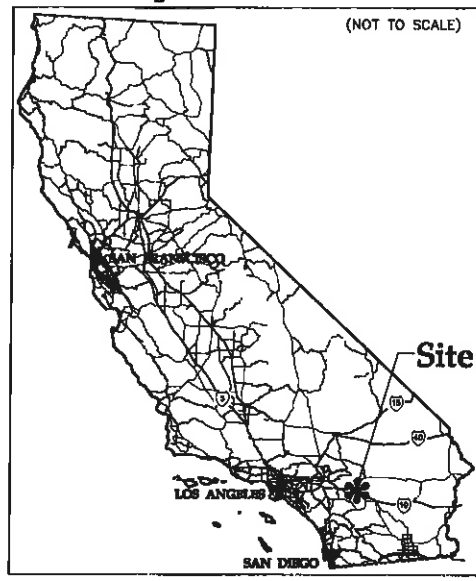 (NOT TO SCALE)
SAN FRANCISCO
Site
5
15
40
LOS ANGELES
10
SAN DIEGO